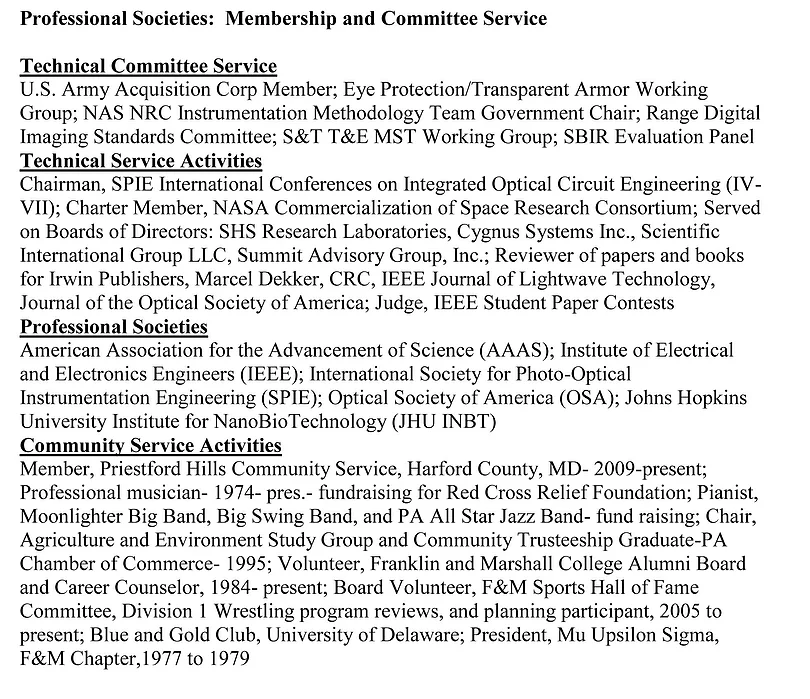 Professional Societies:  Membership and Committee Service
Technical Committee Service
U.S. Army Acquisition Corp Member; Eye Protection/Transparent Armor Working
Group; NAS NRC Instrumentation Methodology Team Government Chair; Range Digital
Imaging Standards Committee; S&T T&E MST Working Group; SBIR Evaluation Panel
Technical Service Activities
Chairman, SPIE International Conferences on Integrated Optical Circuit Engineering (IV-
VII); Charter Member, NASA Commercialization of Space Research Consortium; Served
on Boards of Directors: SHS Research Laboratories, Cygnus Systems Inc., Scientific
International Group LLC, Summit Advisory Group, Inc.; Reviewer of papers and books
for Irwin Publishers, Marcel Dekker, CRC, IEEE Journal of Lightwave Technology,
Journal of the Optical Society of America; Judge, IEEE Student Paper Contests
Professional Societies
American Association for the Advancement of Science (AAAS); Institute of Electrical
and Electronics Engineers (IEEE); International Society for Photo-Optical
Instrumentation Engineering (SPIE); Optical Society of America (OSA); Johns Hopkins
University Institute for NanoBioTechnology (JHU INBT)
Community Service Activities
Member, Priestford Hills Community Service, Harford County, MD- 2009-present;
Professional musician- 1974- pres.- fundraising for Red Cross Relief Foundation; Pianist,
Moonlighter Big Band, Big Swing Band, and PA All Star Jazz Band- fund raising; Chair,
Agriculture and Environment Study Group and Community Trusteeship Graduate-PA
Chamber of Commerce- 1995; Volunteer, Franklin and Marshall College Alumni Board
and Career Counselor, 1984- present; Board Volunteer, F&M Sports Hall of Fame
Committee, Division 1 Wrestling program reviews, and planning participant, 2005 to
present; Blue and Gold Club, University of Delaware; President, Mu Upsilon Sigma,
F&M Chapter,1977 to 1979